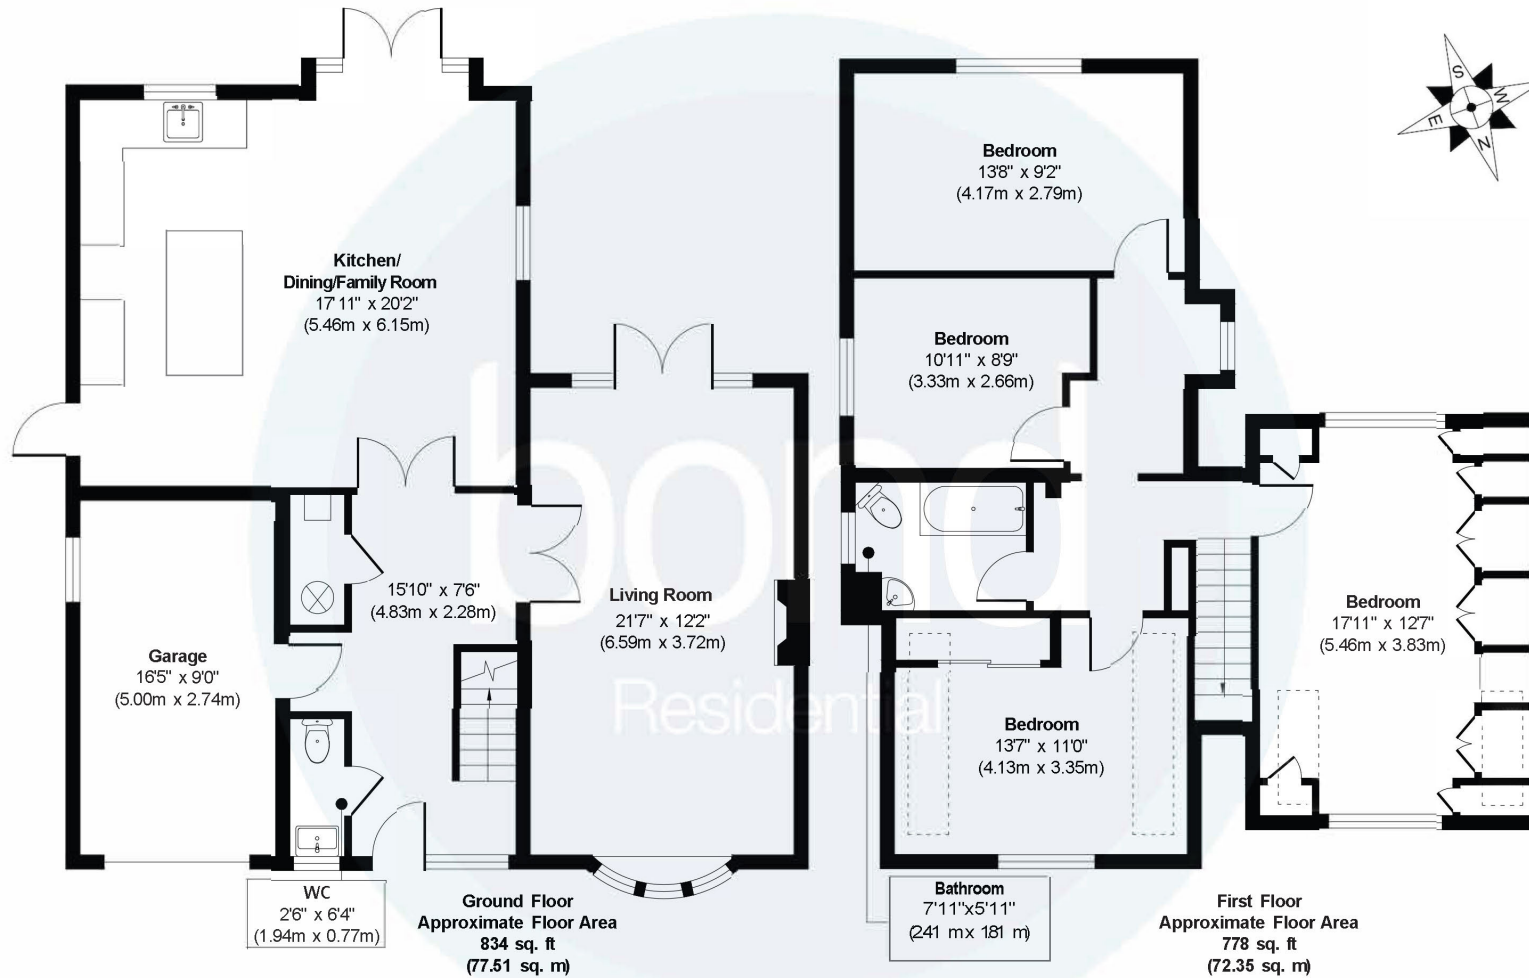 Kitchen/
Dining/Family Room
17'11" x 20'2"
(5.46m x 6.15m)
15'10" x 7'6"
(4.83m x 2.28m)
Living Room
21'7" x 12'2"
(6.59m x 3.72m)
Garage
16'5" x 9'0"
(5.00m x 2.74m)
WC
2'6" x 6'4"
(1.94m x 0.77m)
Ground Floor
Approximate Floor Area
834 sq. ft
(77.51 sq. m)
Bedroom
13'8" x 9'2"
(4.17m x 2.79m)
Bedroom
10'11" x 8'9"
(3.33m x 2.66m)
Bedroom
17'11" x 12'7"
(5.46m x 3.83m)
Bedroom
13'7" x 11'0"
(4.13m x 3.35m)
Bathroom
7'11"x5'11"
(241 m x 181 m)
First Floor
Approximate Floor Area
778 sq. ft
(72.35 sq. m)
S
W
E
N
bond
Residential